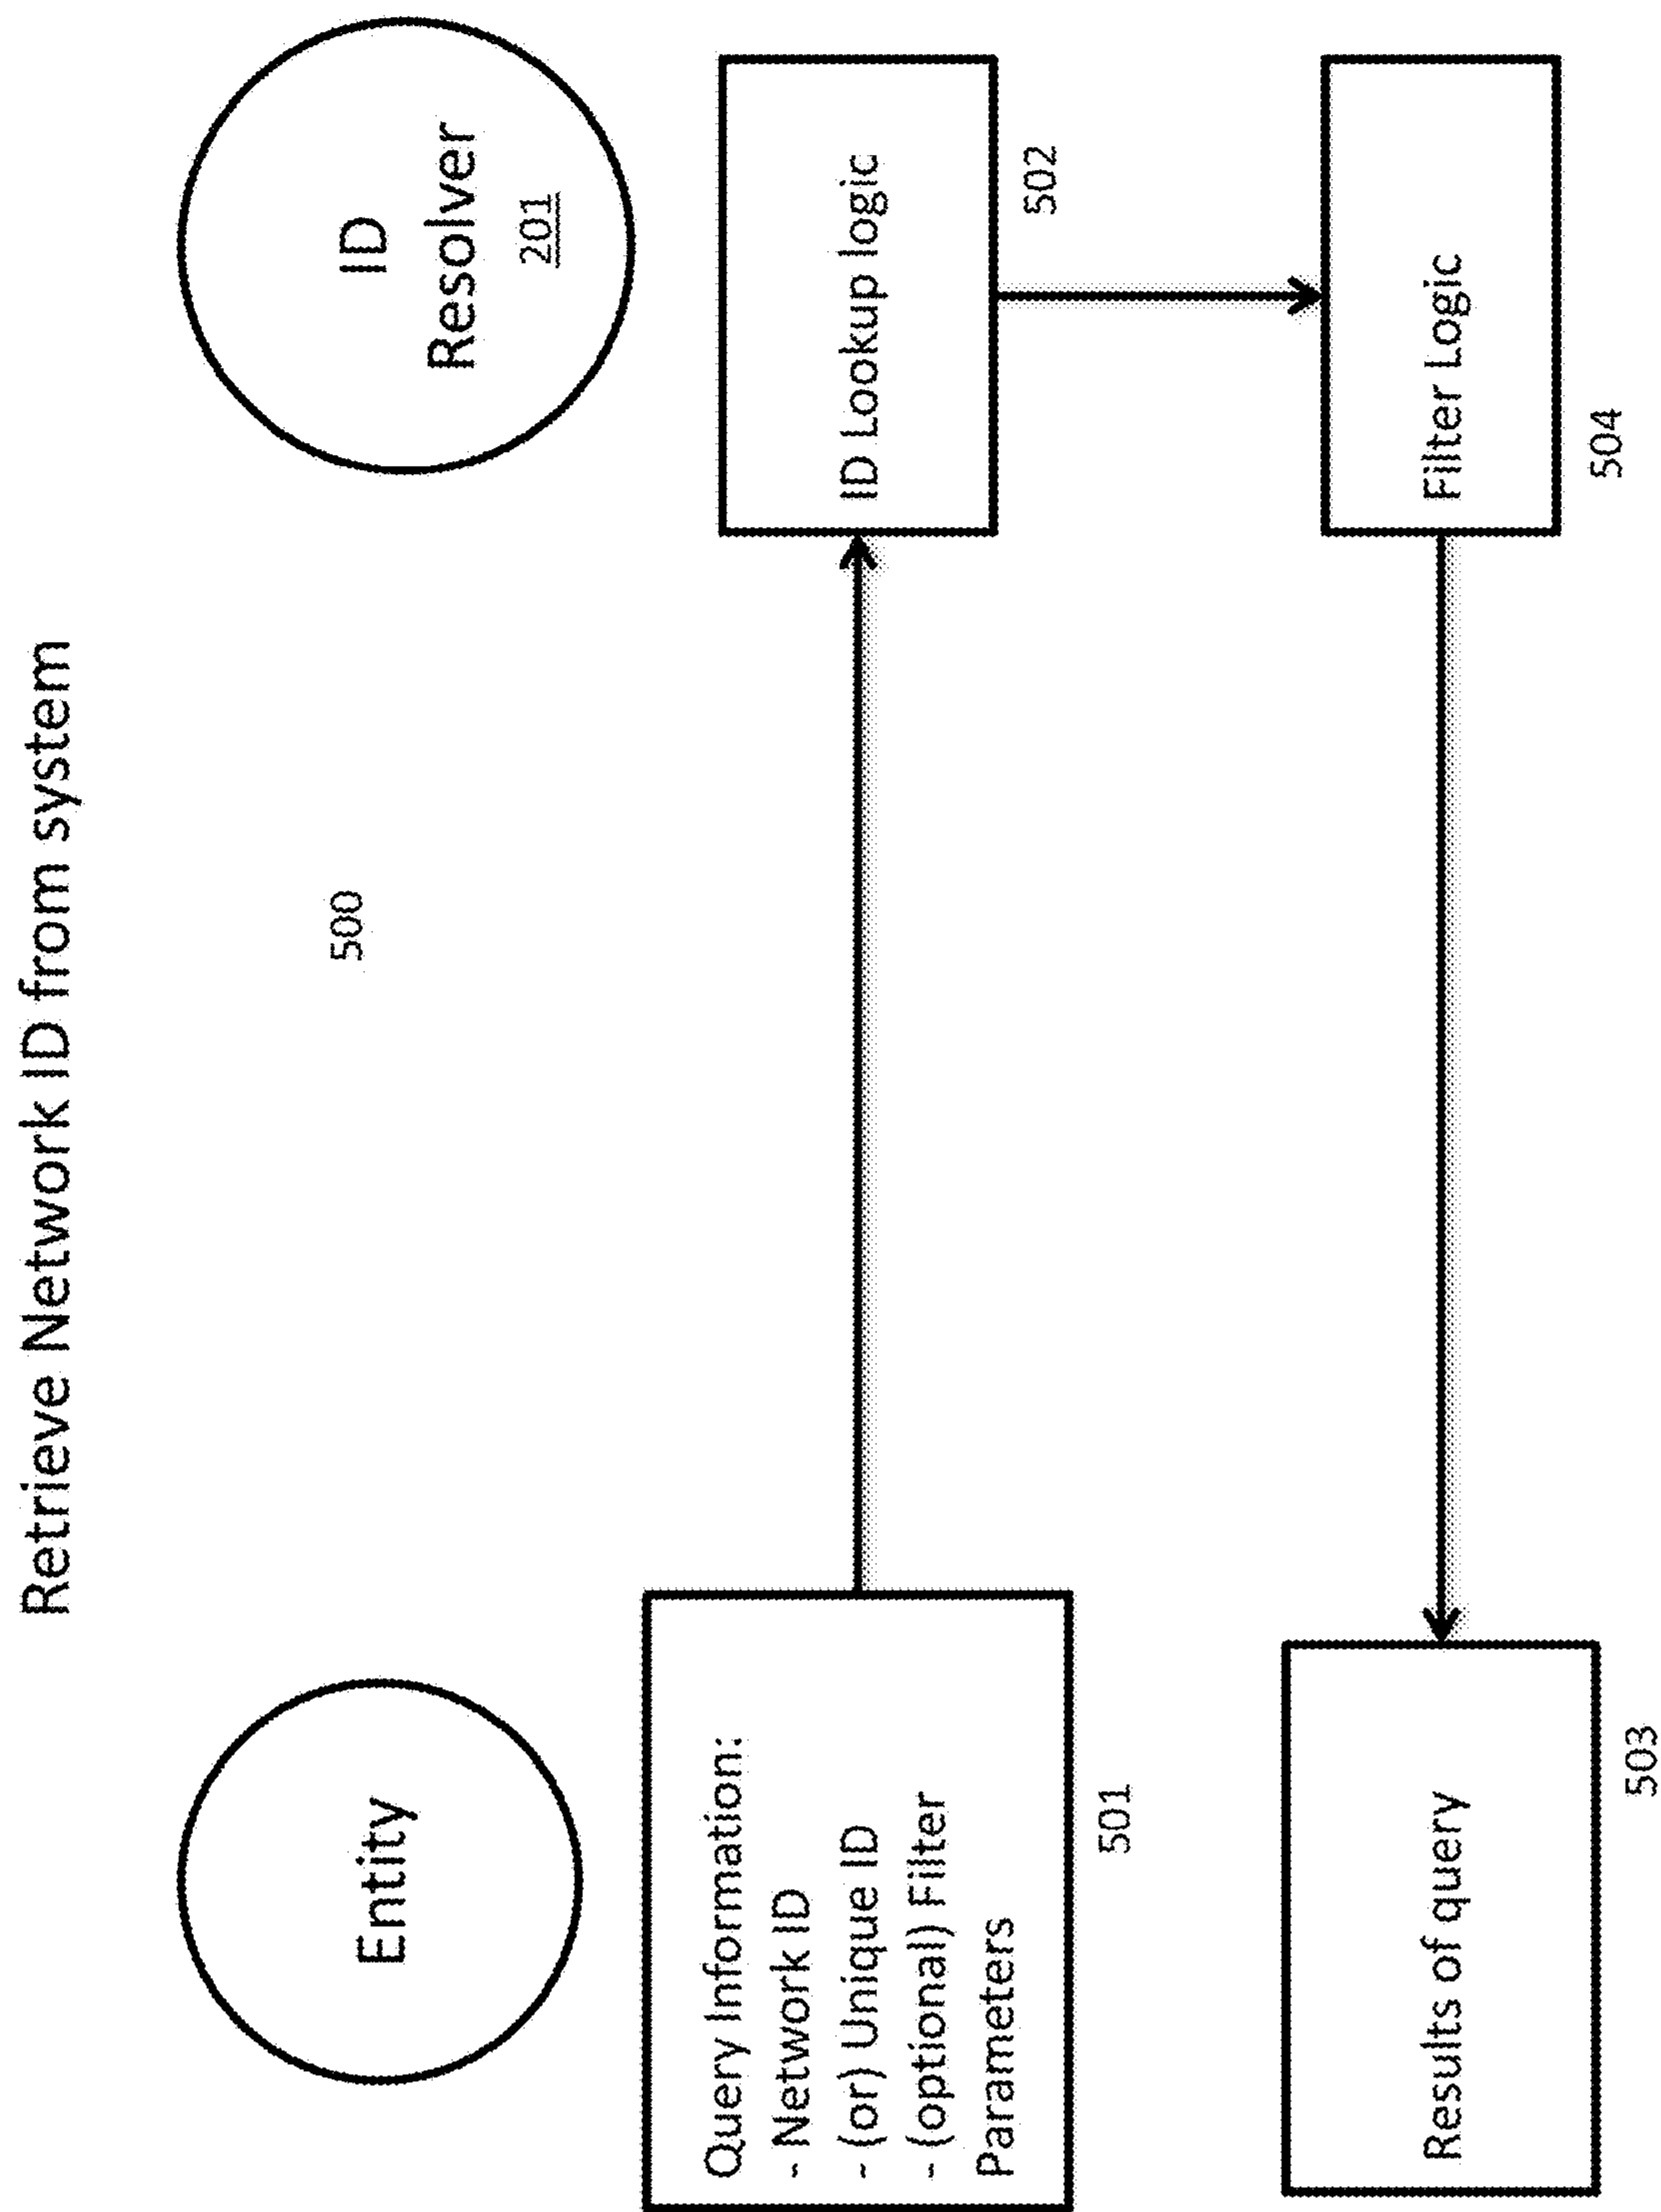 Retrieve Network ID from system
500
Entity
ID
Resolver
201
Query Information:
- Network ID
- (or) Unique ID
- (optional) Filter
Parameters
501
ID Lookup logic
502
Results of query
503
Filter Logic
504